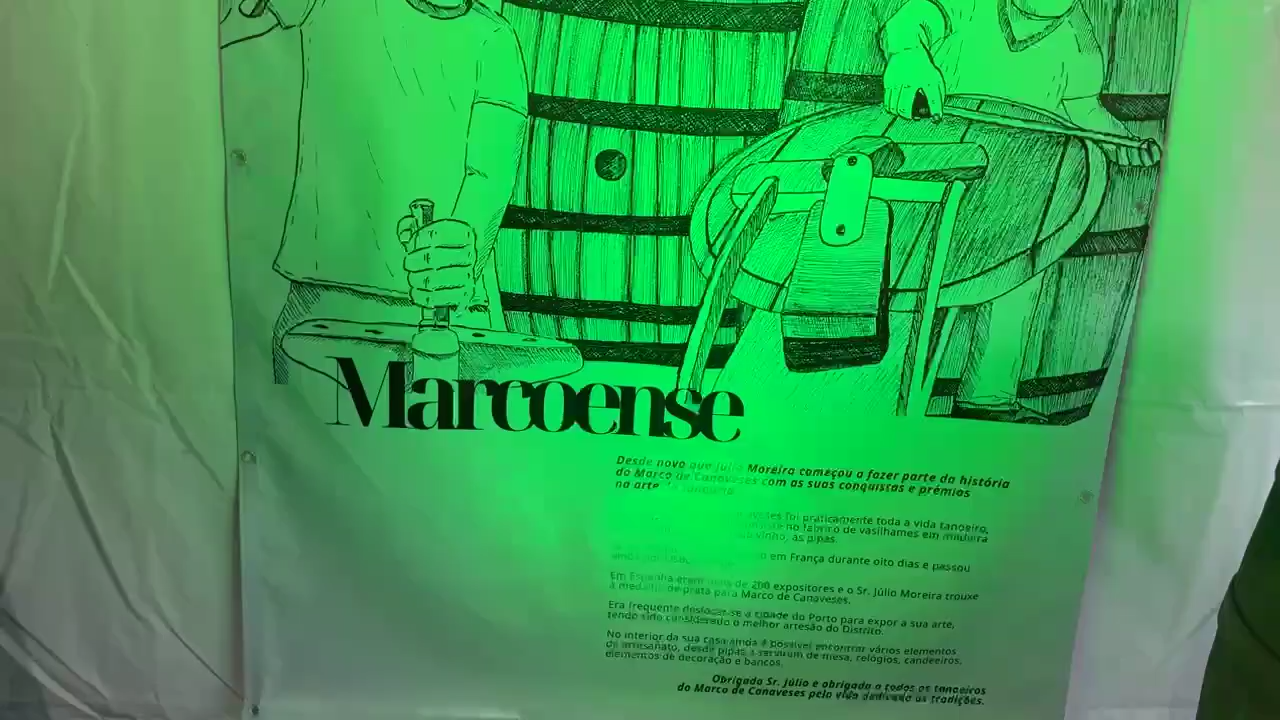 Marcoense
Desde novo que Júlio Moreira começou a fazer parte da história
do Marco de Canaveses com as suas conquistas e prémios
na arte
foi praticamente toda a vida tanoeiro,
no fabrico de vasilhames em madeira
vinho, as pipas.
em França durante oito dias e passou
Em Espanha eram mais de 200 expositores e o Sr. Júlio Moreira trouxe
a medalha de prata para Marco de Canaveses.
Era frequente deslocar-se a cidade do Porto para expor a sua arte,
tendo sido considerado o melhor artesão do Distrito.
No interior da sua casa ainda é possível encontrar vários elementos
de artesanato, desde pipas a servirem de mesa, relógios, candeeiros,
elementos de decoração e bancos.
Obrigada Sr. Júlio e obrigada a todos os tanoeiros
do Marco de Canaveses pela vida dedicada as tradições.